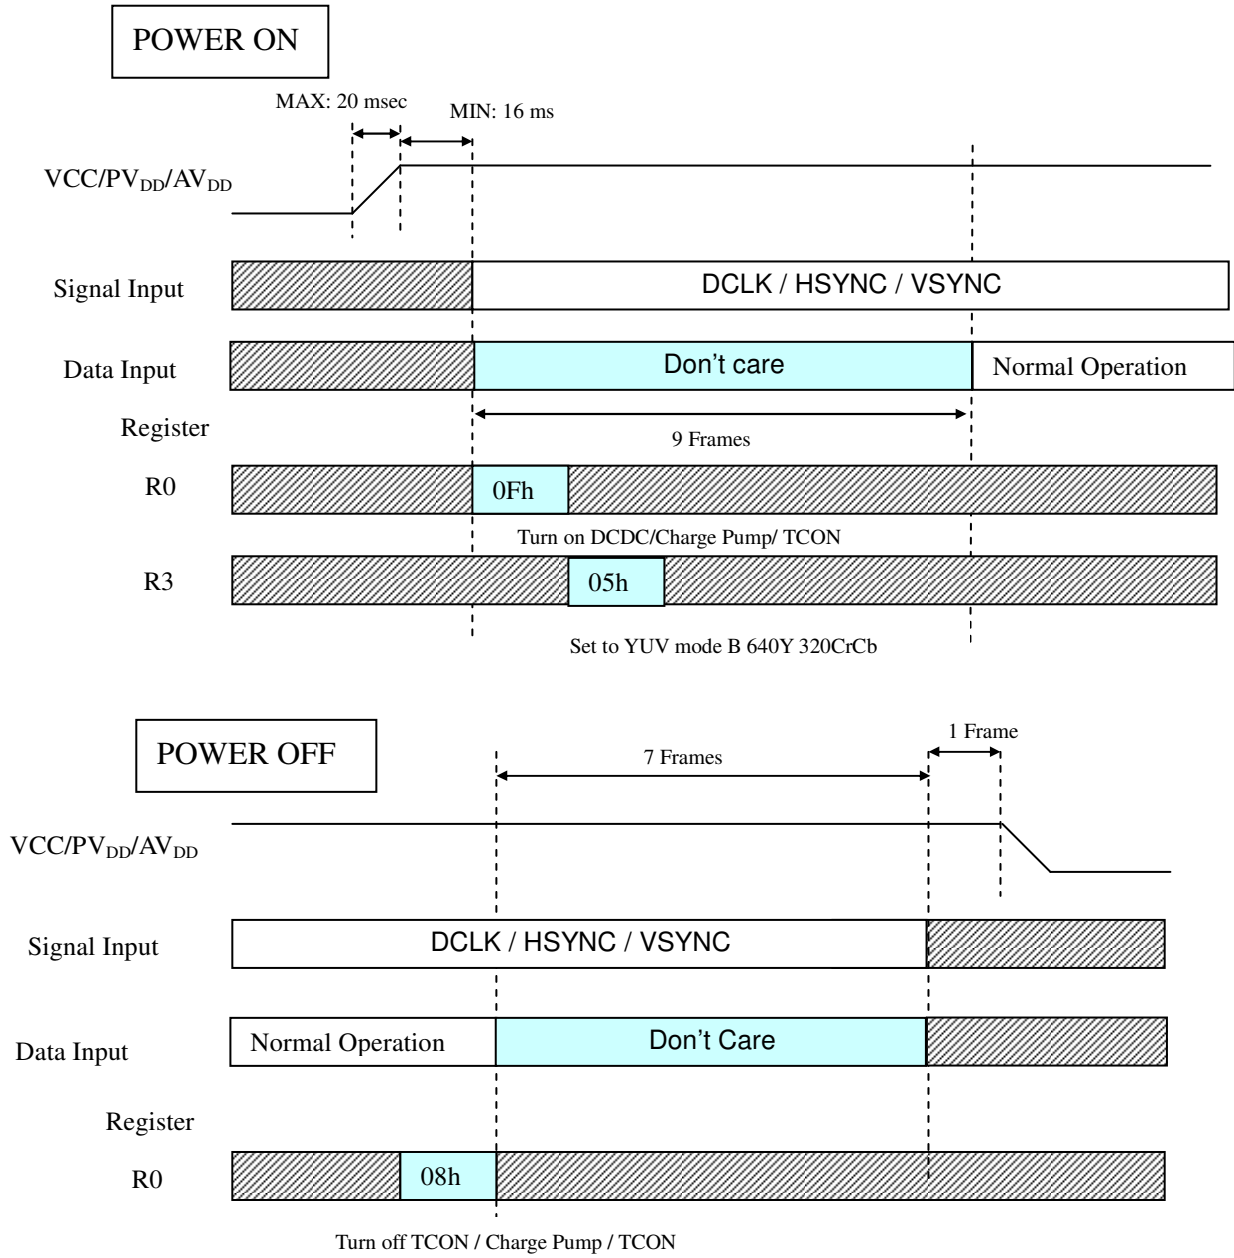 POWER ON
MAX: 20 msec
MIN: 16 ms
VCC/PVDD/AVDD
Signal Input
DCLK / HSYNC / VSYNC
Data Input
Don't care
Normal Operation
Register
9 Frames
R0
0Fh
Turn on DCDC/Charge Pump/ TCON
R3
05h
Set to YUV mode B 640Y 320CrCb
POWER OFF
1 Frame
7 Frames
VCC/PVDD/AVDD
Signal Input
DCLK / HSYNC / VSYNC
Data Input
Normal Operation
Don't Care
Register
R0
08h
Turn off TCON / Charge Pump / TCON